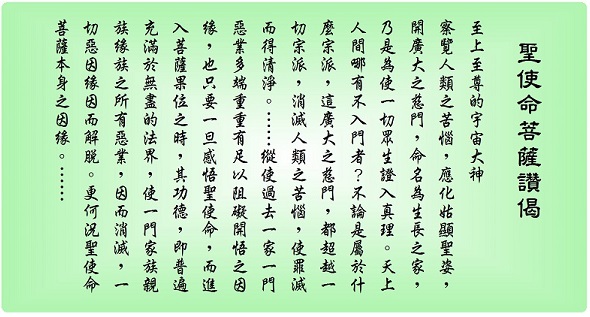 聖使命菩薩讚偈
至上至尊的宇宙大神
察覽人類之苦惱，應化姑顯聖姿，
開廣大之慈門，命名為生長之家，
乃是為使一切眾生證入真理。天上
人間哪有不入門者？不論是屬於什
麼宗派，這廣大之慈門，都超越一
切宗派，消滅人類之苦惱，使罪滅
而得清淨。……縱使過去一家一門
惡業多端重重有足以阻礙開悟之因
緣，也只要一旦感悟聖使命，而進
入菩薩果位之時，其功德，即普遍
充滿於無盡的法界，使一門家族親
族緣族之所有惡業，因而消滅，一
切惡因緣因而解脫。更何況聖使命
菩薩本身之因緣。……